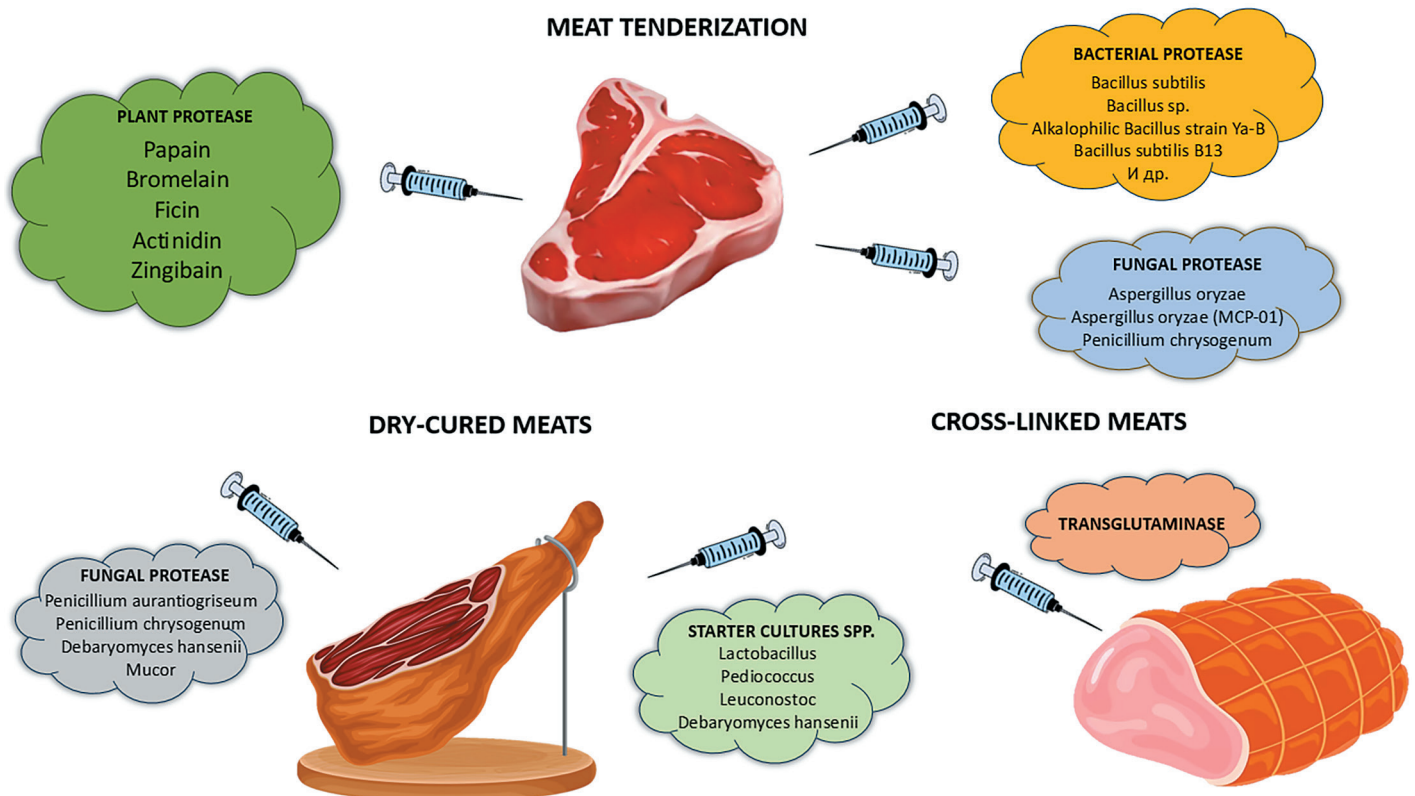 MEAT TENDERIZATION
PLANT PROTEASE
Papain
Bromelain
Ficin
Actinidin
Zingibain
BACTERIAL PROTEASE
Bacillus subtilis
Bacillus sp.
Alkalophilic Bacillus strain Ya-B
Bacillus subtilis B13
И др.
FUNGAL PROTEASE
Aspergillus oryzae
Aspergillus oryzae (MCP-01)
Penicillium chrysogenum
DRY-CURED MEATS
FUNGAL PROTEASE
Penicillium aurantiogriseum
Penicillium chrysogenum
Debaryomyces hansenii
Mucor
STARTER CULTURES SPP.
Lactobacillus
Pediococcus
Leuconostoc
Debaryomyces hansenii
CROSS-LINKED MEATS
TRANSGLUTAMINASE